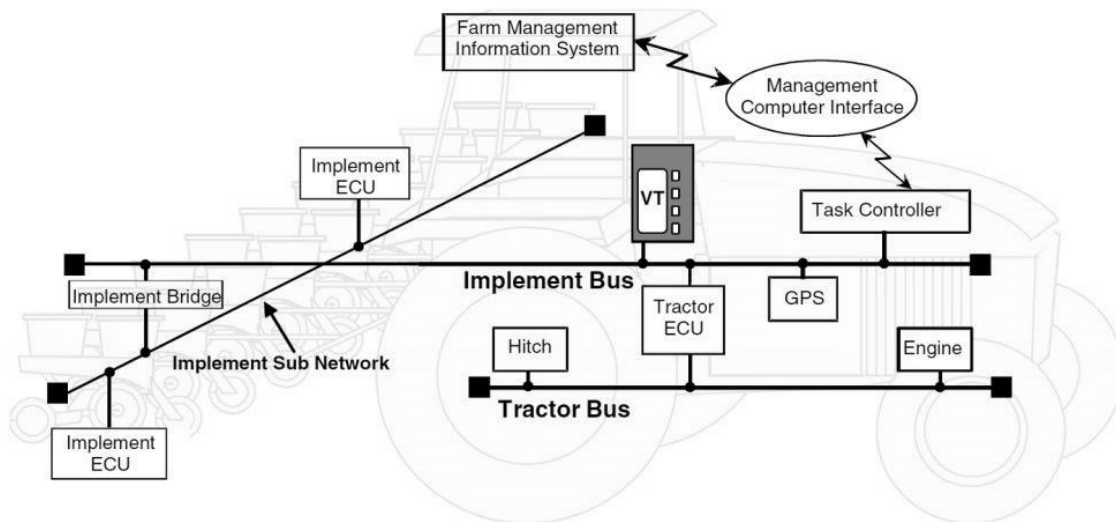 Farm Management
Information System
Management
Computer Interface
Implement
ECU
VT
Task Controller
Implement Bus
Implement Bridge
Tractor
ECU
GPS
Implement Sub Network
Hitch
Engine
Tractor Bus
Implement
ECU